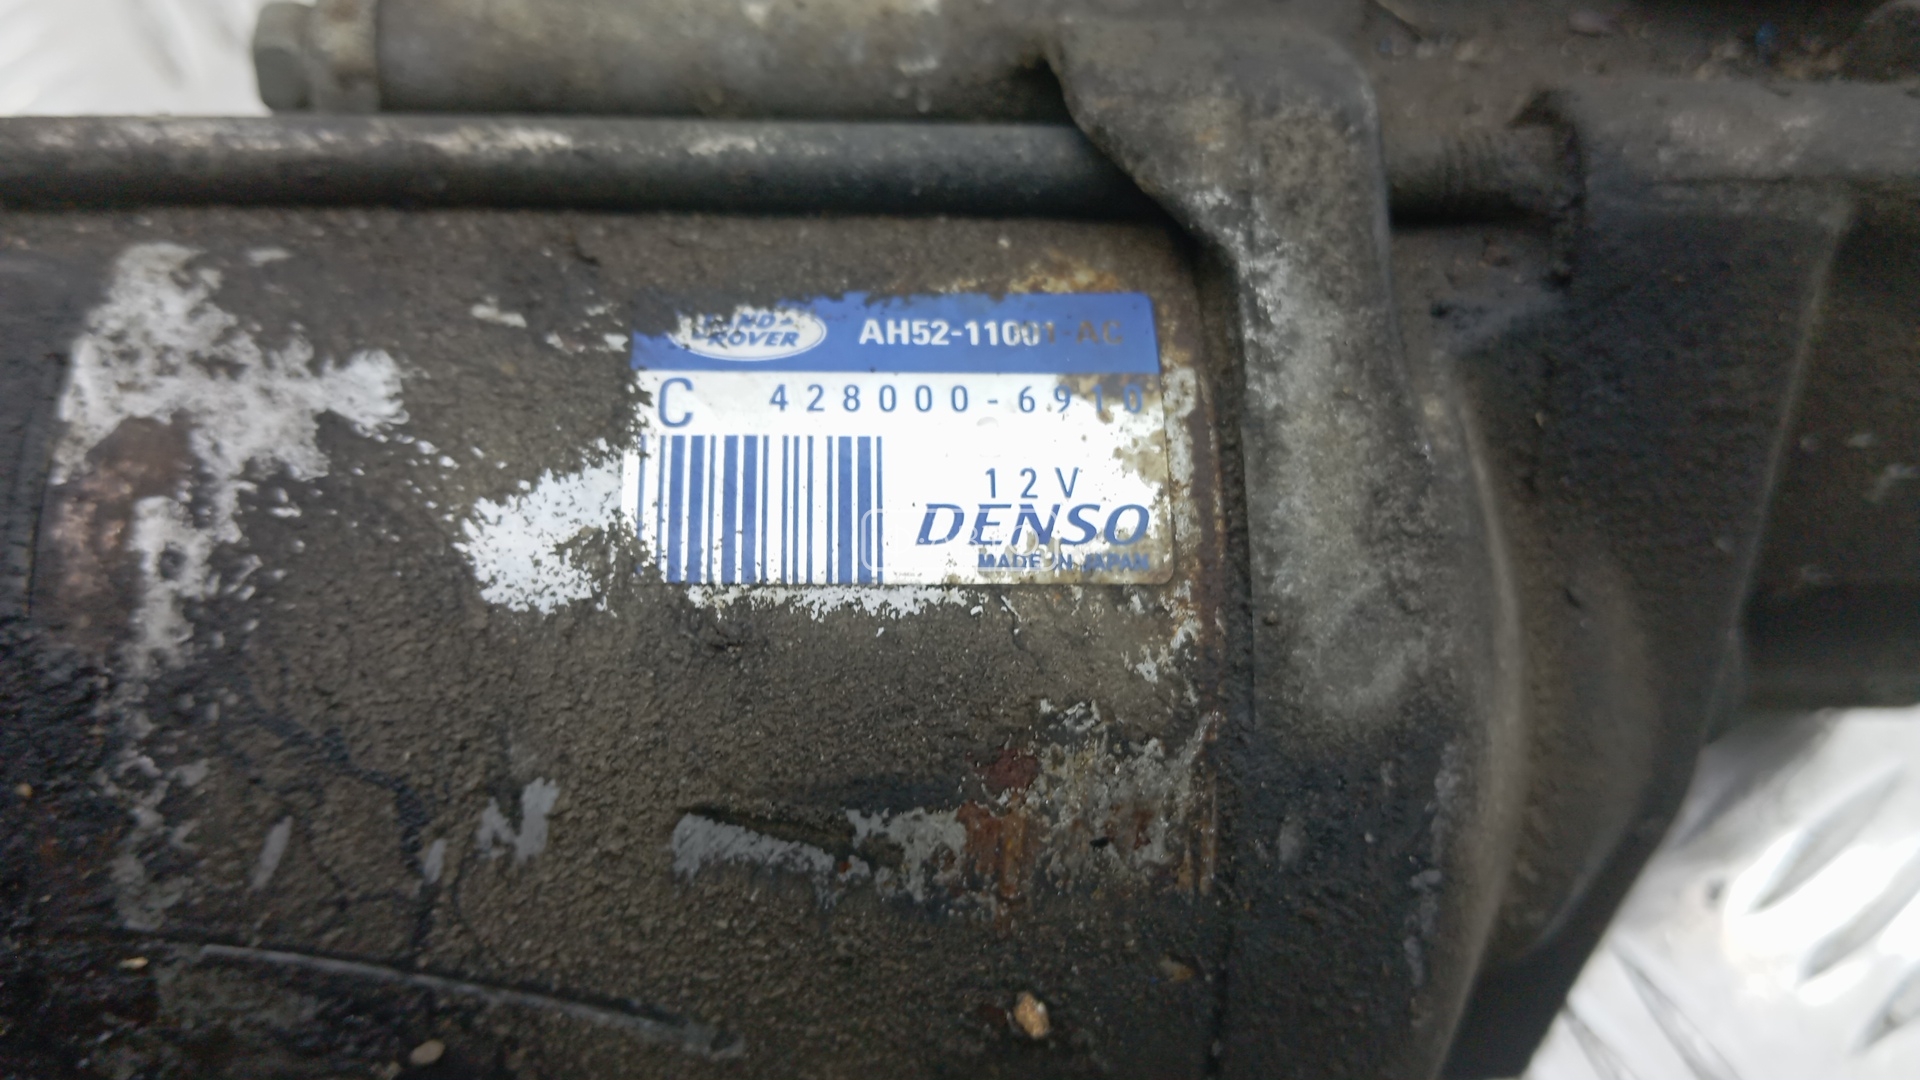 LAND ROVER
AH52-11001-AC
C 428000-6910
12V
DENSO
MADE IN JAPAN